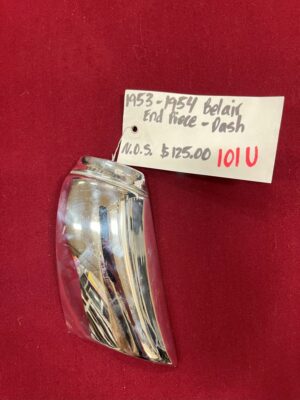 1953-1954 Belair
End Piece - Dash
N.O.S. $125.00 101U